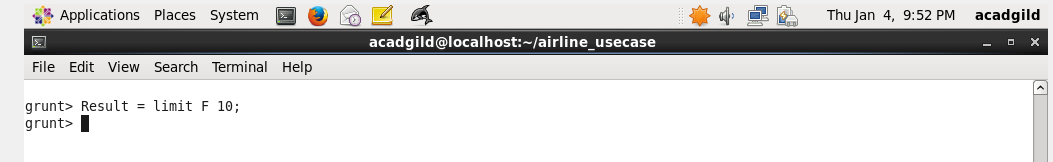 Applications Places System Thu Jan 4, 9:52 PM acadgild
acadgild@localhost:~/airline_usecase
File Edit View Search Terminal Help
grunt> Result = limit F 10;
grunt>